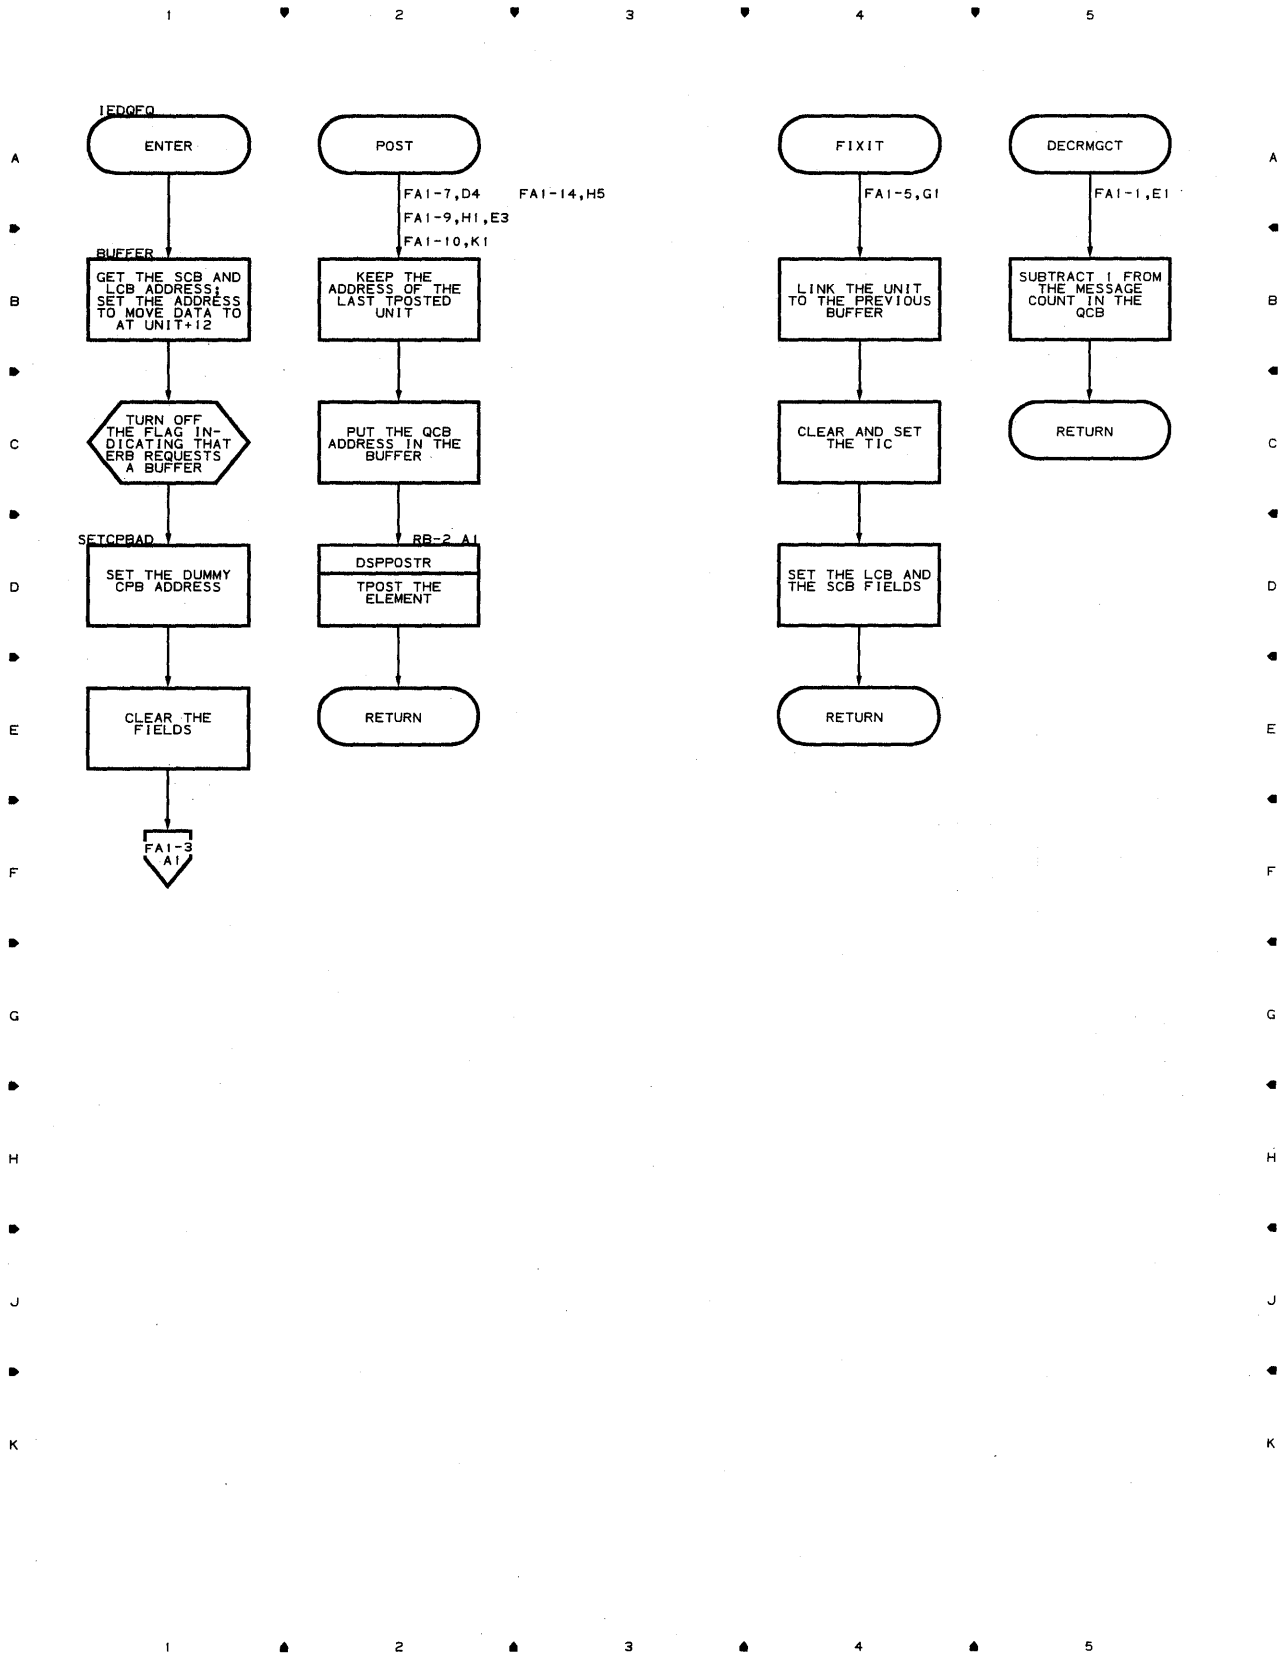 1 2 3 4 5
IEDQFQ
ENTER
POST
FIXIT
DECRMGCT
A A
FA1-7,D4 FA1-14,H5
FA1-9,H1,E3
FA1-10,K1
FA1-5,G1
FA1-1,E1
BUFFER
GET THE SCB AND
LCB ADDRESS;
SET THE ADDRESS
TO MOVE DATA TO
AT UNIT+12
KEEP THE
ADDRESS OF THE
LAST TPOSTED
UNIT
LINK THE UNIT
TO THE PREVIOUS
BUFFER
SUBTRACT 1 FROM
THE MESSAGE
COUNT IN THE
QCB
B B
TURN OFF
THE FLAG IN-
DICATING THAT
ERB REQUESTS
A BUFFER
PUT THE QCB
ADDRESS IN THE
BUFFER
CLEAR AND SET
THE TIC
RETURN
C C
SETCPBAD
SET THE DUMMY
CPB ADDRESS
RB-2 A1
DSPPOSTR
TPOST THE
ELEMENT
SET THE LCB AND
THE SCB FIELDS
D D
CLEAR THE
FIELDS
RETURN
RETURN
E E
FA1-3
A1
F F
G G
H H
J J
K K
1 2 3 4 5